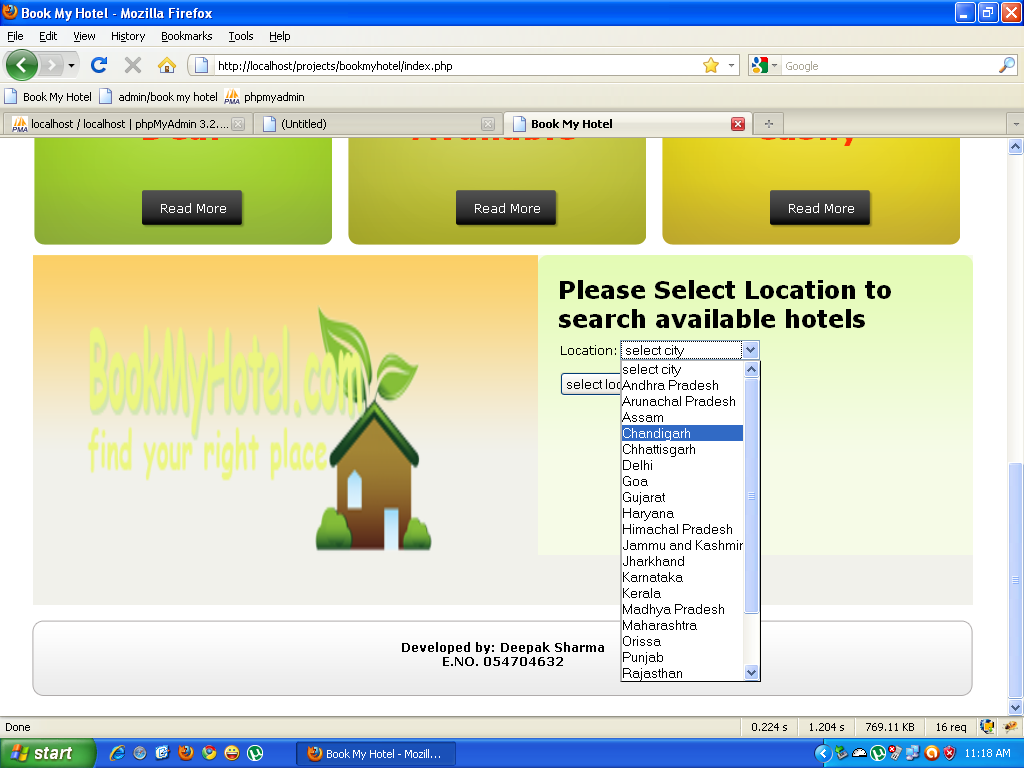 Book My Hotel - Mozilla Firefox
File Edit View History Bookmarks Tools Help
http://localhost/projects/bookmyhotel/index.php
Google
Book My Hotel admin/book my hotel PMA phpmyadmin
PMA localhost / localhost | phpMyAdmin 3.2.... (Untitled) Book My Hotel
Read More Read More Read More
BookMyHotel.com
find your right place
Please Select Location to
search available hotels
Location: select city
select loc
select city
Andhra Pradesh
Arunachal Pradesh
Assam
Chandigarh
Chhattisgarh
Delhi
Goa
Gujarat
Haryana
Himachal Pradesh
Jammu and Kashmir
Jharkhand
Karnataka
Kerala
Madhya Pradesh
Maharashtra
Orissa
Punjab
Rajasthan
Developed by: Deepak Sharma
E.NO. 054704632
Done 0.224 s 1.204 s 769.11 KB 16 req
start Book My Hotel - Mozill... 11:18 AM